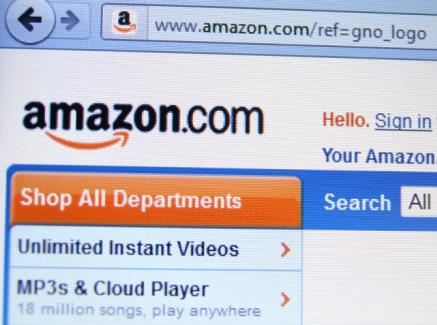 a www.amazon.com/ref=gno_logo
amazon.com
Hello. Sign in
Your Amazon.
Shop All Departments
Search All
Unlimited Instant Videos
MP3s & Cloud Player
18 million songs, play anywhere